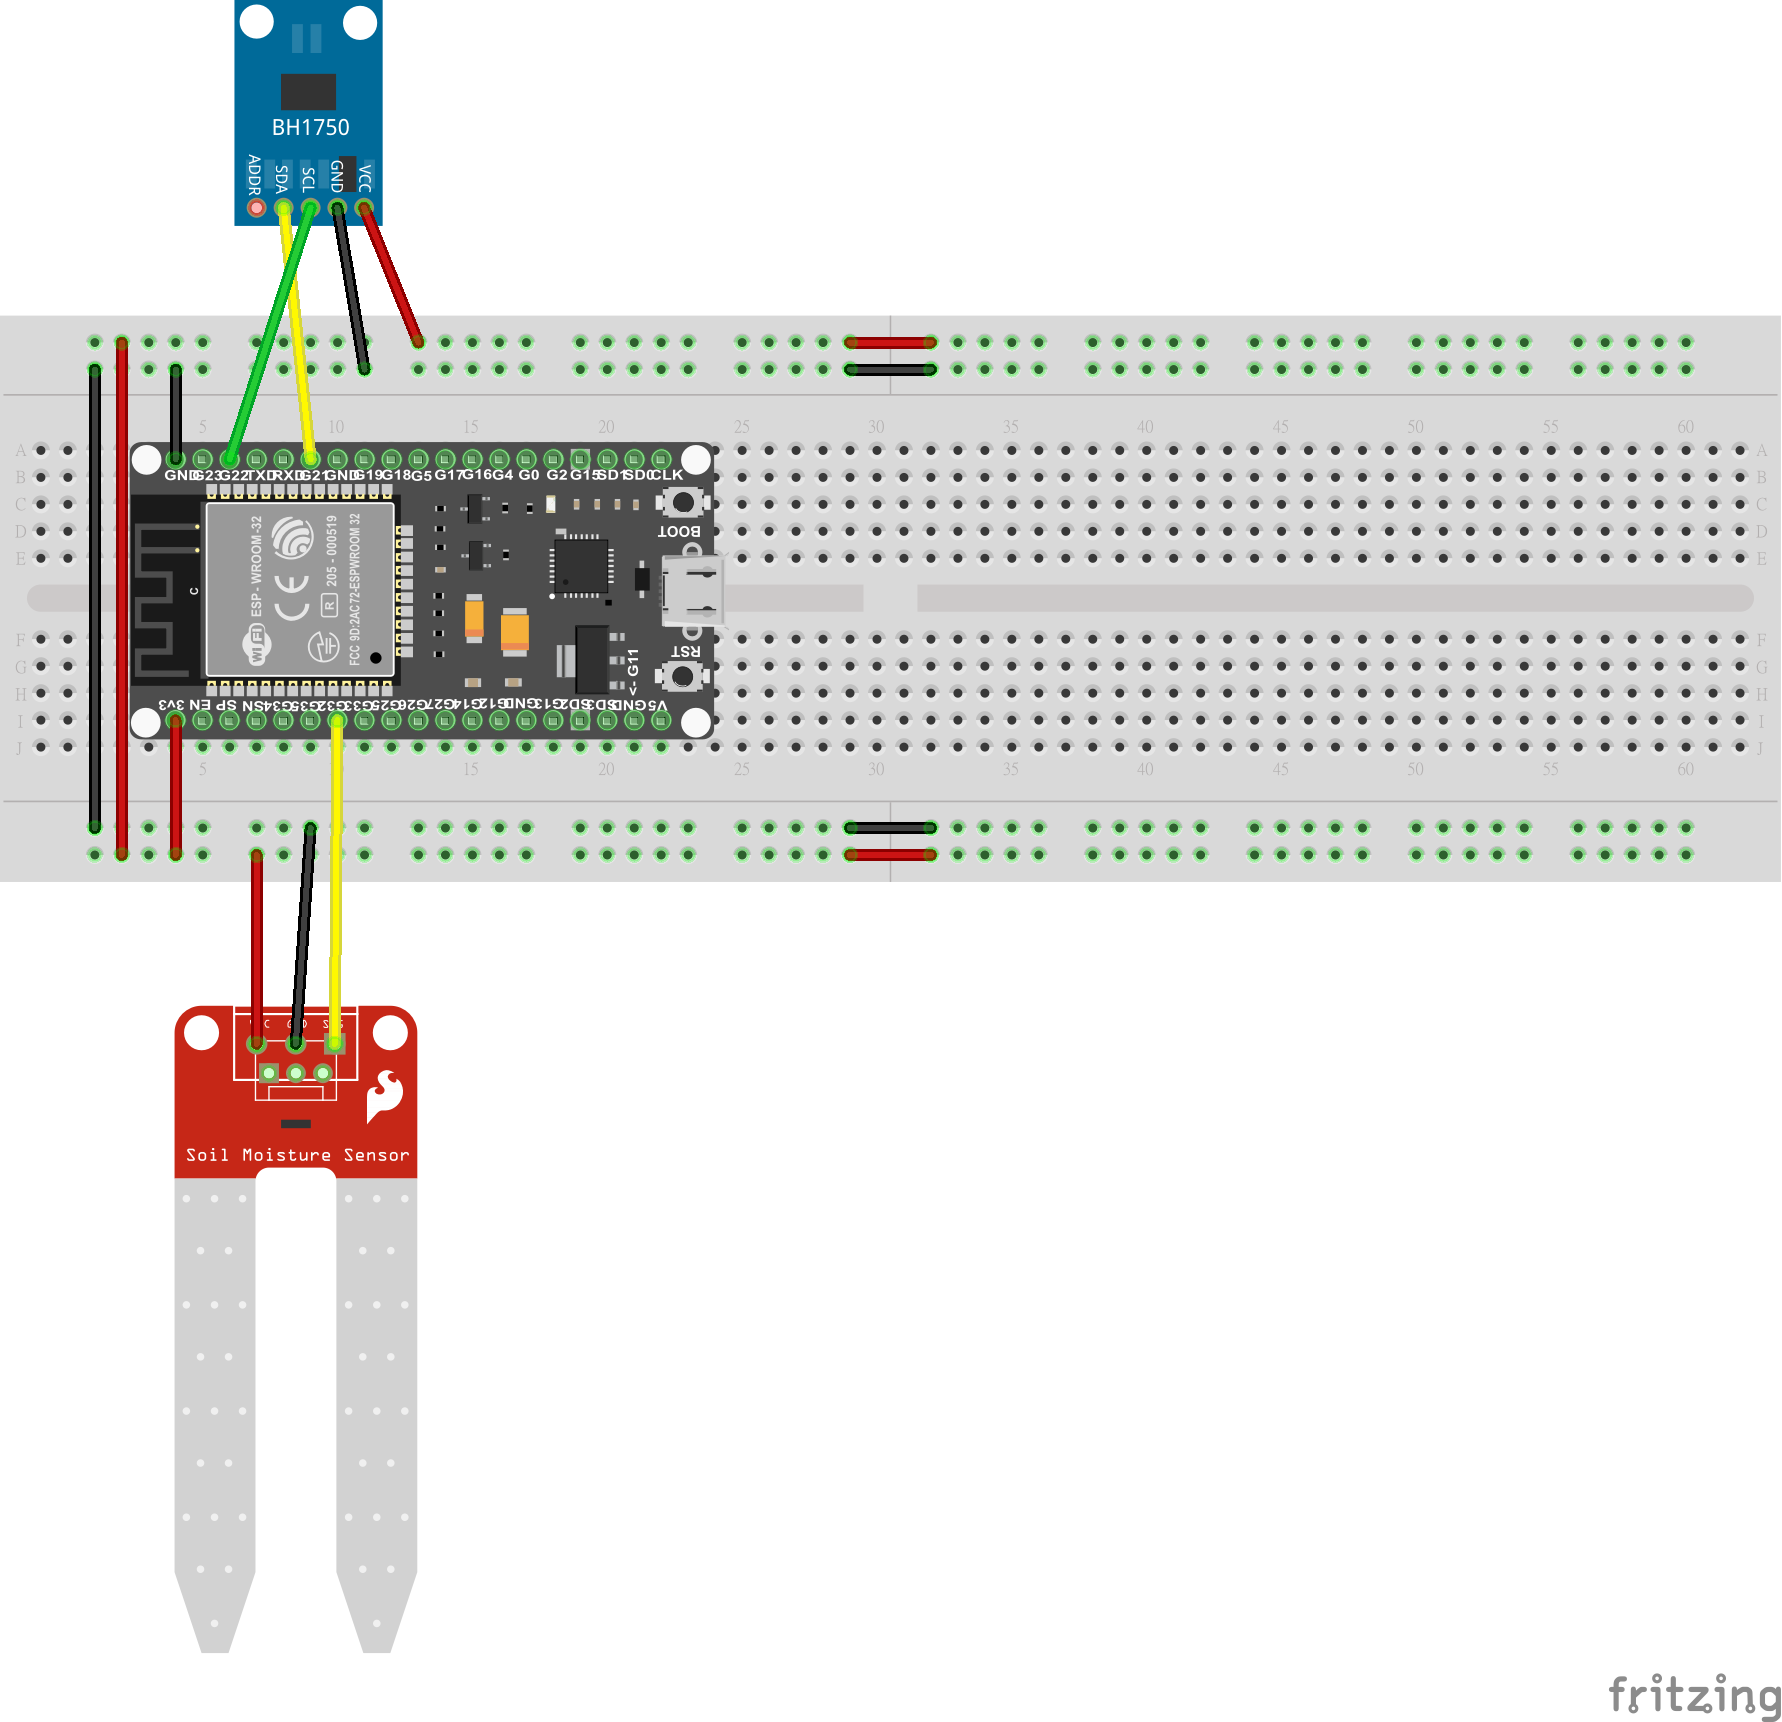 BH1750
ADDR SDA SCL GND VCC
5 10 15 20 25 30 35 40 45 50 55 60
A A
B B
C C
D D
E E
GND G23 G22 TXD RXD G21 GND G19 G18 G5 G17 G16 G4 G0 G2 G15 SD1 SD0 CLK
BOOT
C
WiFi ESP-WROOM-32
CE
R 205-000519
FCC 9D:2AC72-ESPWROOM 32
<- G11
RST
F F
G G
H H
I I
J J
3v3 EN SP SN G34 G35 G32 G33 G25 G26 G27 G14 G12 GND G13 SD2 SD3 GND V5
5 15 20 25 30 35 40 45 50 55 60
Soil Moisture Sensor
fritzing